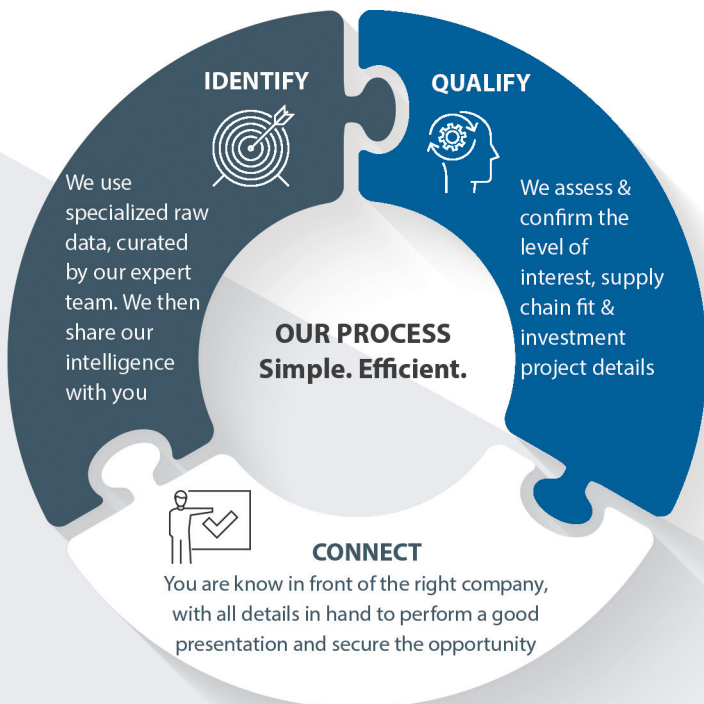 IDENTIFY
We use
specialized raw
data, curated
by our expert
team. We then
share our
intelligence
with you
QUALIFY
We assess &
confirm the
level of
interest, supply
chain fit &
investment
project details
OUR PROCESS
Simple. Efficient.
CONNECT
You are know in front of the right company,
with all details in hand to perform a good
presentation and secure the opportunity